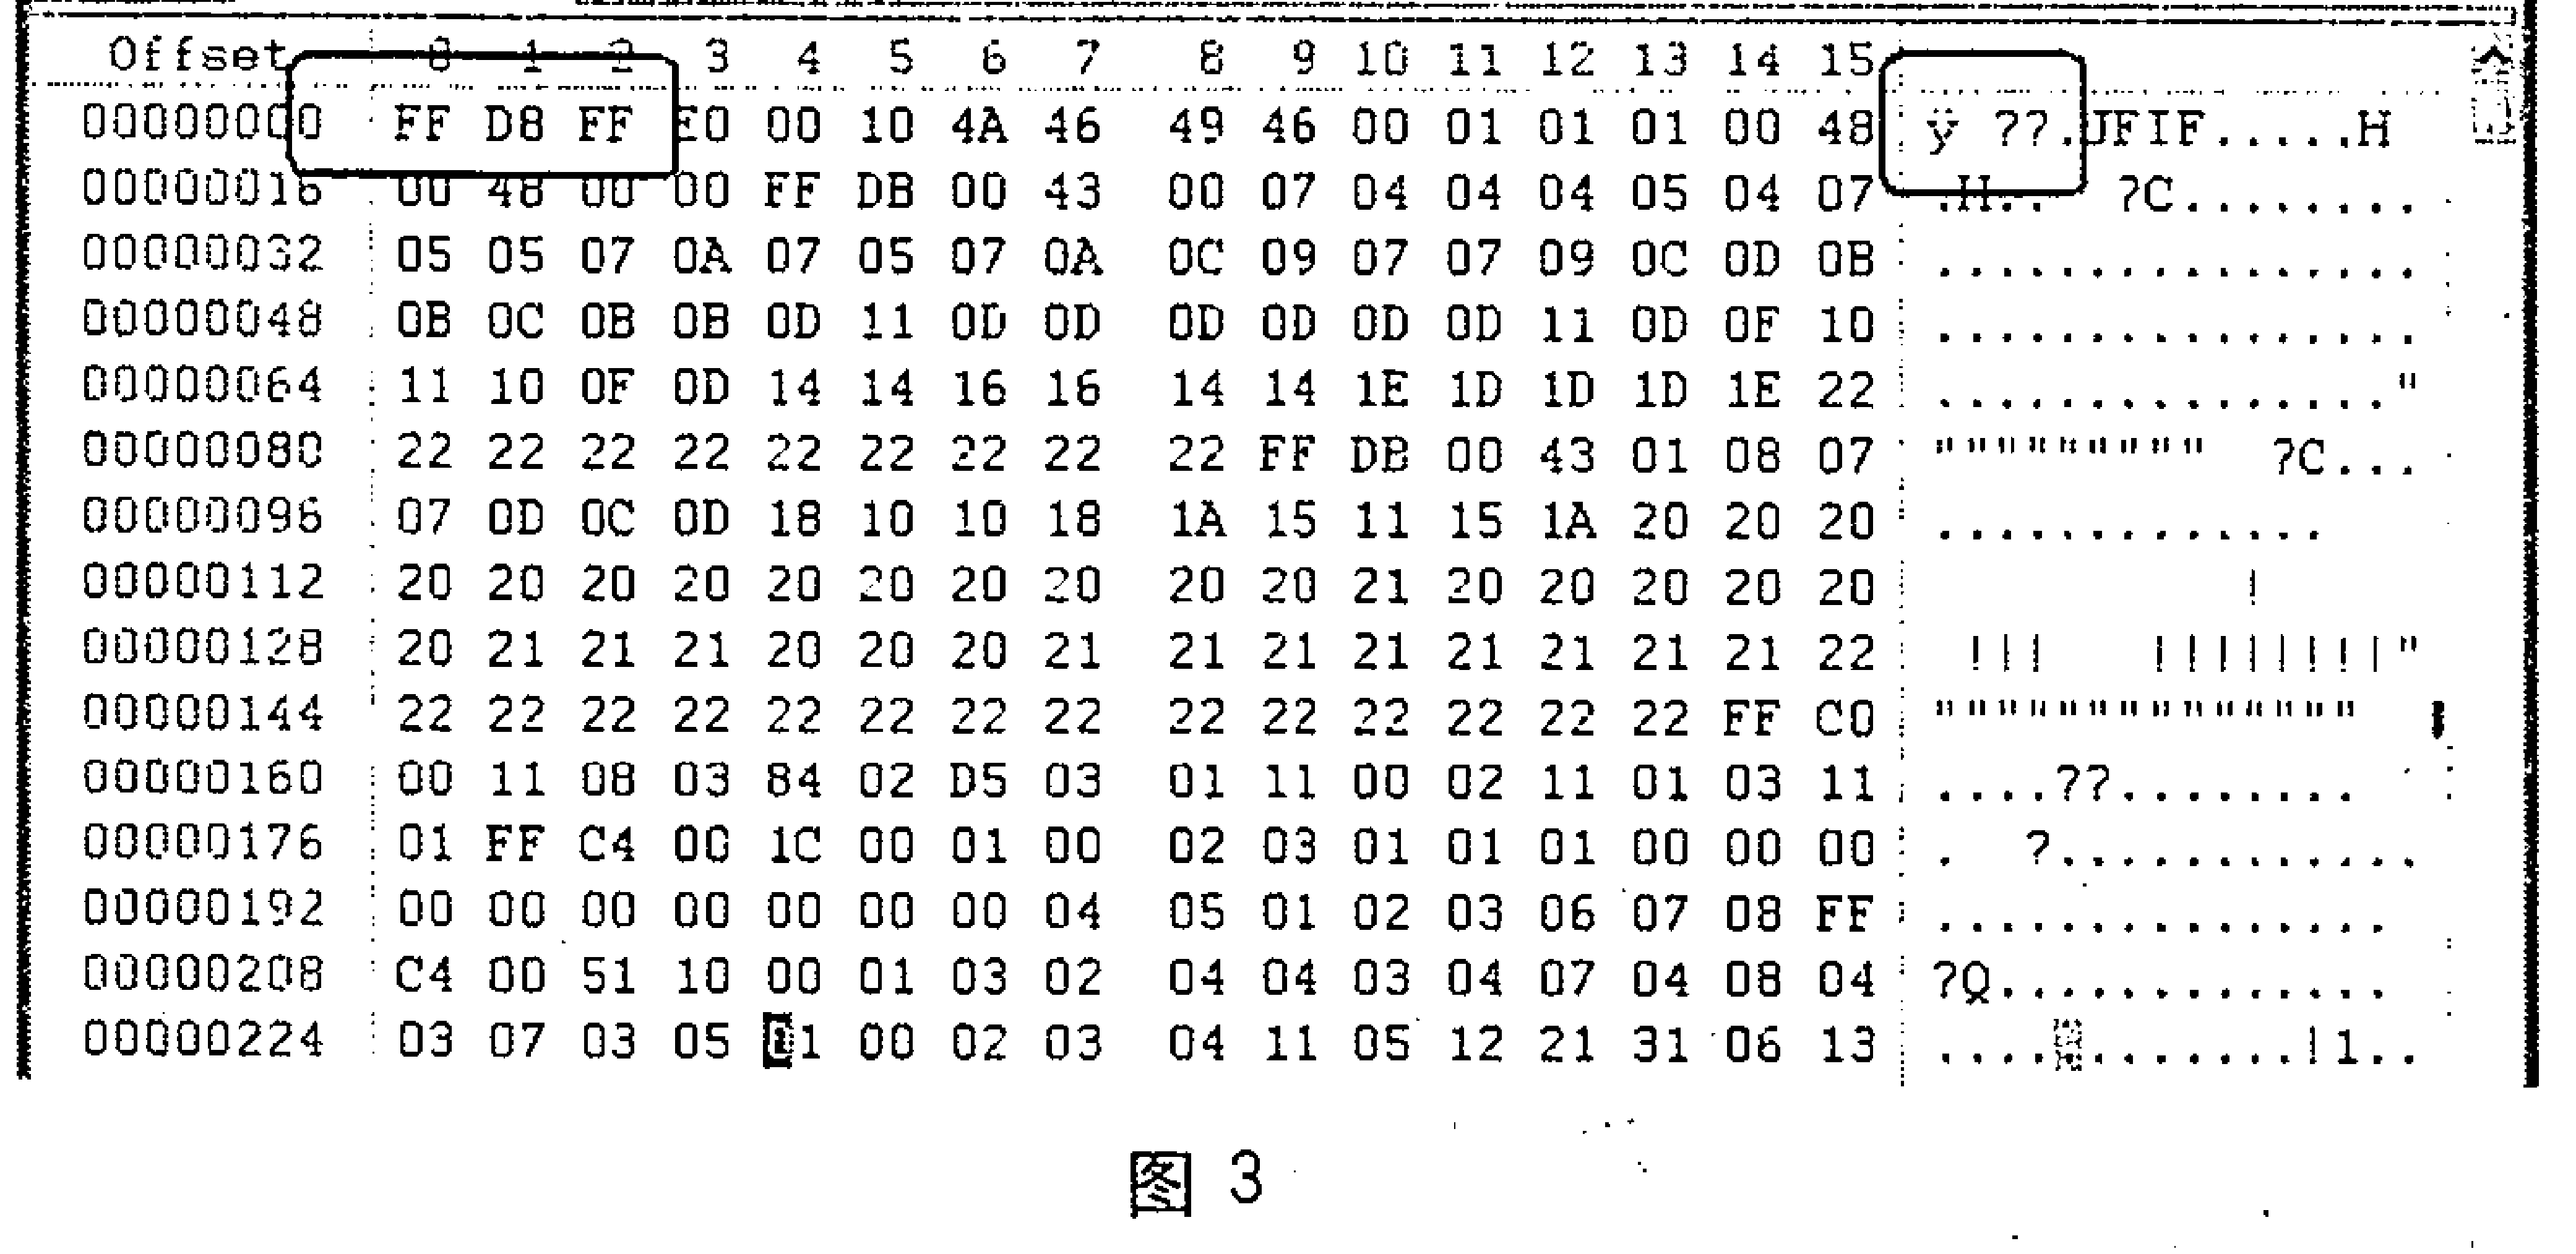 Offset 0 1 2 3 4 5 6 7 8 9 10 11 12 13 14 15
00000000 FF D8 FF E0 00 10 4A 46 49 46 00 01 01 01 00 48 ÿ ??.JFIF.....H
00000016 00 48 00 00 FF DB 00 43 00 07 04 04 04 05 04 07 .H.. ?C........
00000032 05 05 07 0A 07 05 07 0A 0C 09 07 07 09 0C 0D 0B ................
00000048 0B 0C 0B 0B 0D 11 0D 0D 0D 0D 0D 0D 11 0D 0F 10 ................
00000064 11 10 0F 0D 14 14 16 16 14 14 1E 1D 1D 1D 1E 22 ..............."
00000080 22 22 22 22 22 22 22 22 22 FF DB 00 43 01 08 07 """"""""" ?C...
00000096 07 0D 0C 0D 18 10 10 18 1A 15 11 15 1A 20 20 20 .............
00000112 20 20 20 20 20 20 20 20 20 20 21 20 20 20 20 20 !
00000128 20 21 21 21 20 20 20 21 21 21 21 21 21 21 21 22 !!! !!!!!!!!"
00000144 22 22 22 22 22 22 22 22 22 22 22 22 22 22 FF C0 """"""""""""""
00000160 00 11 08 03 84 02 D5 03 01 11 00 02 11 01 03 11 ....??........
00000176 01 FF C4 00 1C 00 01 00 02 03 01 01 01 00 00 00 . ?............
00000192 00 00 00 00 00 00 00 04 05 01 02 03 06 07 08 FF ...............
00000208 C4 00 51 10 00 01 03 02 04 04 03 04 07 04 08 04 ?Q.............
00000224 03 07 03 05 01 00 02 03 04 11 05 12 21 31 06 13 ............!1..
图 3